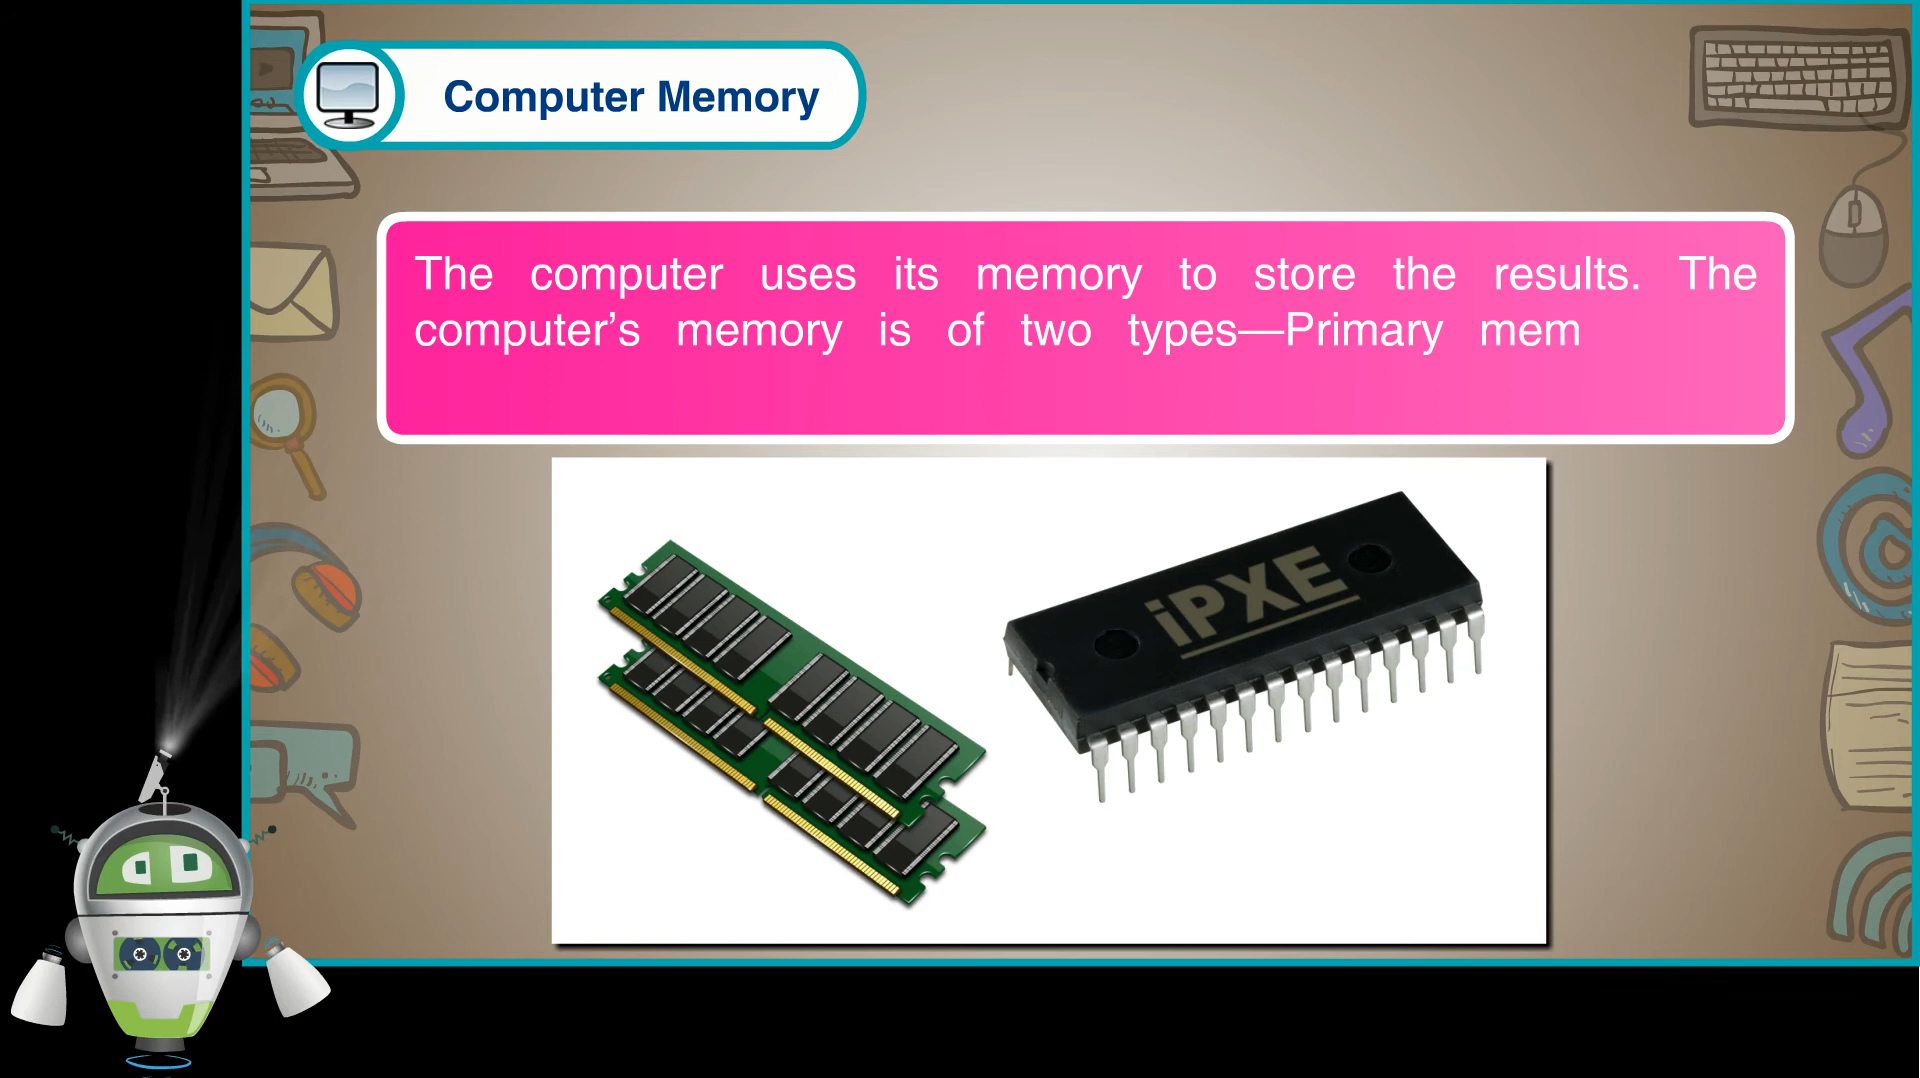 Computer Memory
The computer uses its memory to store the results. The
computer’s memory is of two types—Primary mem
iPXE